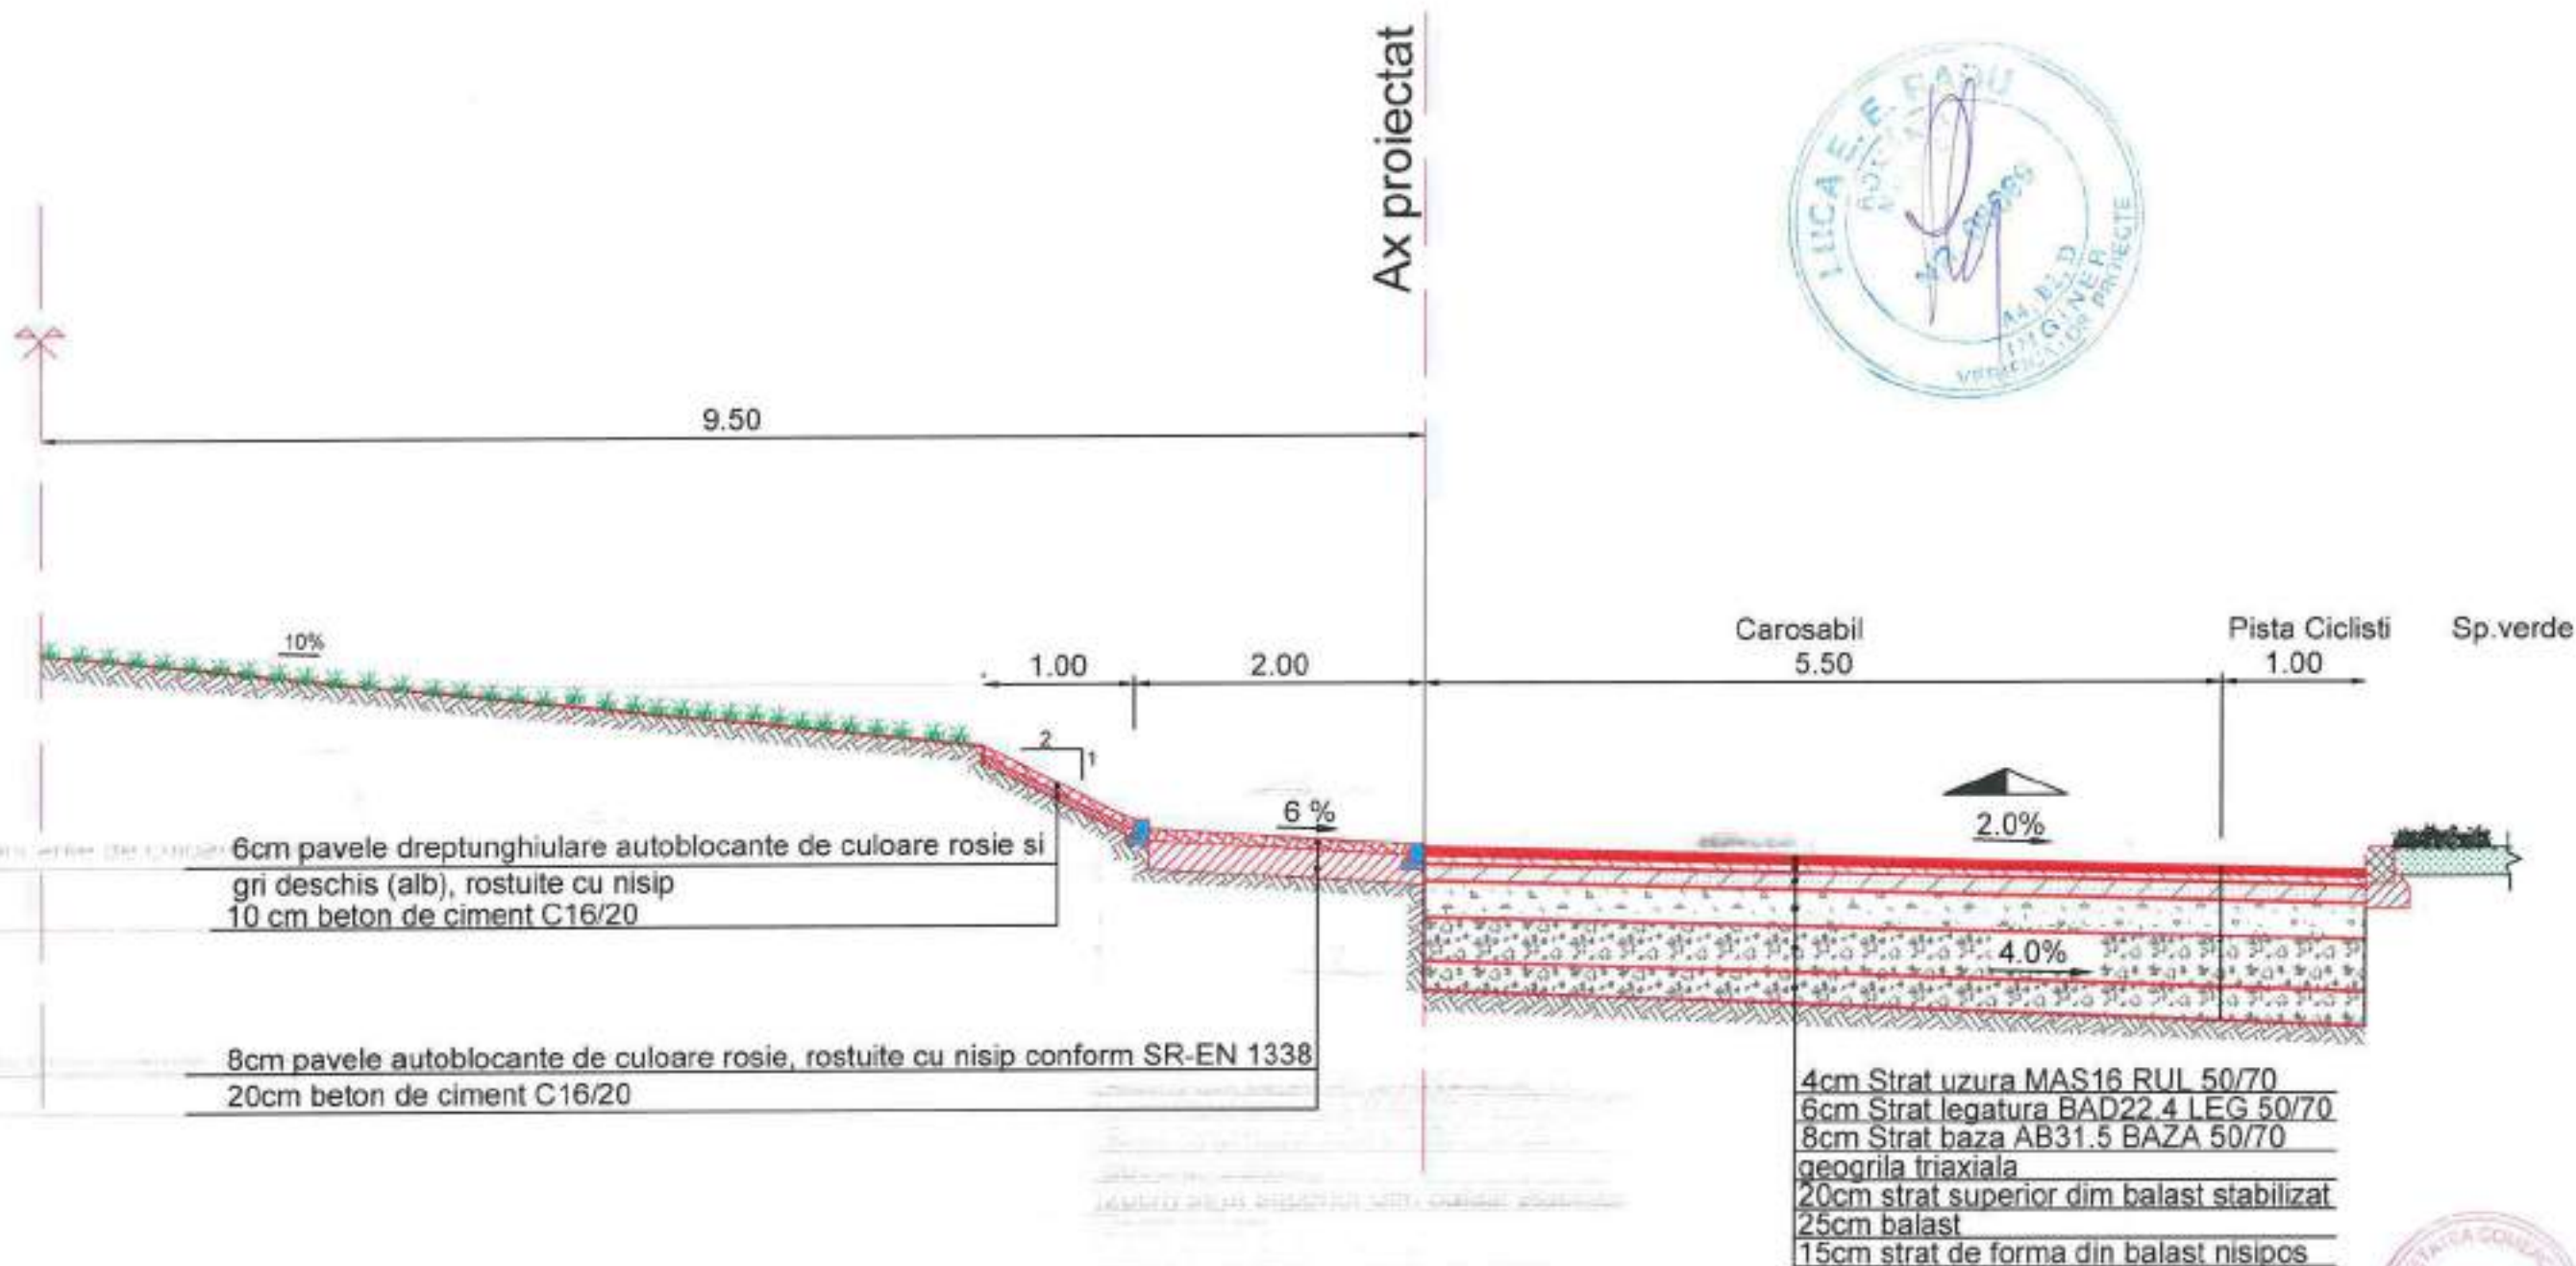 Ax proiectat
LUCA E. F. RADU
INGINER
VERIFICATOR PROIECTE
9.50
Carosabil
Pista Ciclisti
Sp.verde
10%
1.00
2.00
5.50
1.00
2
1
6 %
2.0%
4.0%
6cm pavele dreptunghiulare autoblocante de culoare rosie si
gri deschis (alb), rostuite cu nisip
10 cm beton de ciment C16/20
8cm pavele autoblocante de culoare rosie, rostuite cu nisip conform SR-EN 1338
20cm beton de ciment C16/20
4cm Strat uzura MAS16 RUL 50/70
6cm Strat legatura BAD22.4 LEG 50/70
8cm Strat baza AB31.5 BAZA 50/70
geogrila triaxiala
20cm strat superior dim balast stabilizat
25cm balast
15cm strat de forma din balast nisipos